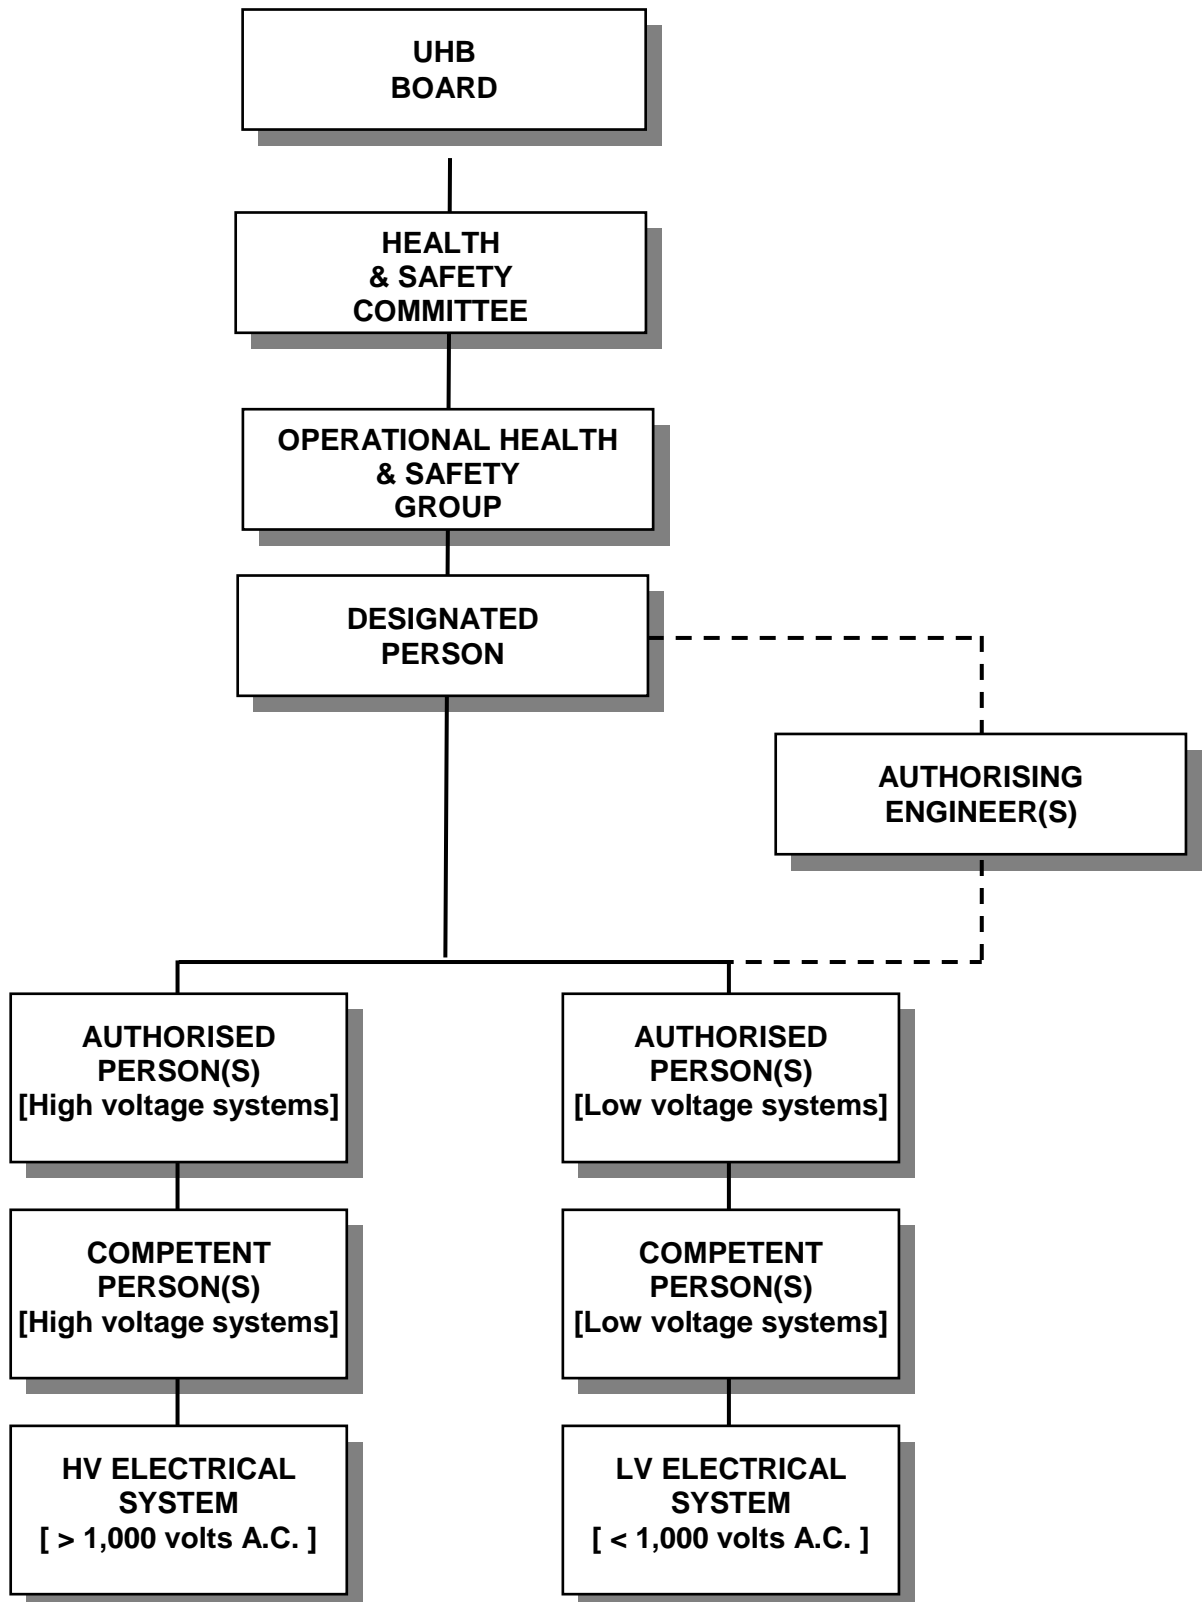 UHB
BOARD
HEALTH
& SAFETY
COMMITTEE
OPERATIONAL HEALTH
& SAFETY
GROUP
DESIGNATED
PERSON
AUTHORISING
ENGINEER(S)
AUTHORISED
PERSON(S)
[High voltage systems]
AUTHORISED
PERSON(S)
[Low voltage systems]
COMPETENT
PERSON(S)
[High voltage systems]
COMPETENT
PERSON(S)
[Low voltage systems]
HV ELECTRICAL
SYSTEM
[ > 1,000 volts A.C. ]
LV ELECTRICAL
SYSTEM
[ < 1,000 volts A.C. ]